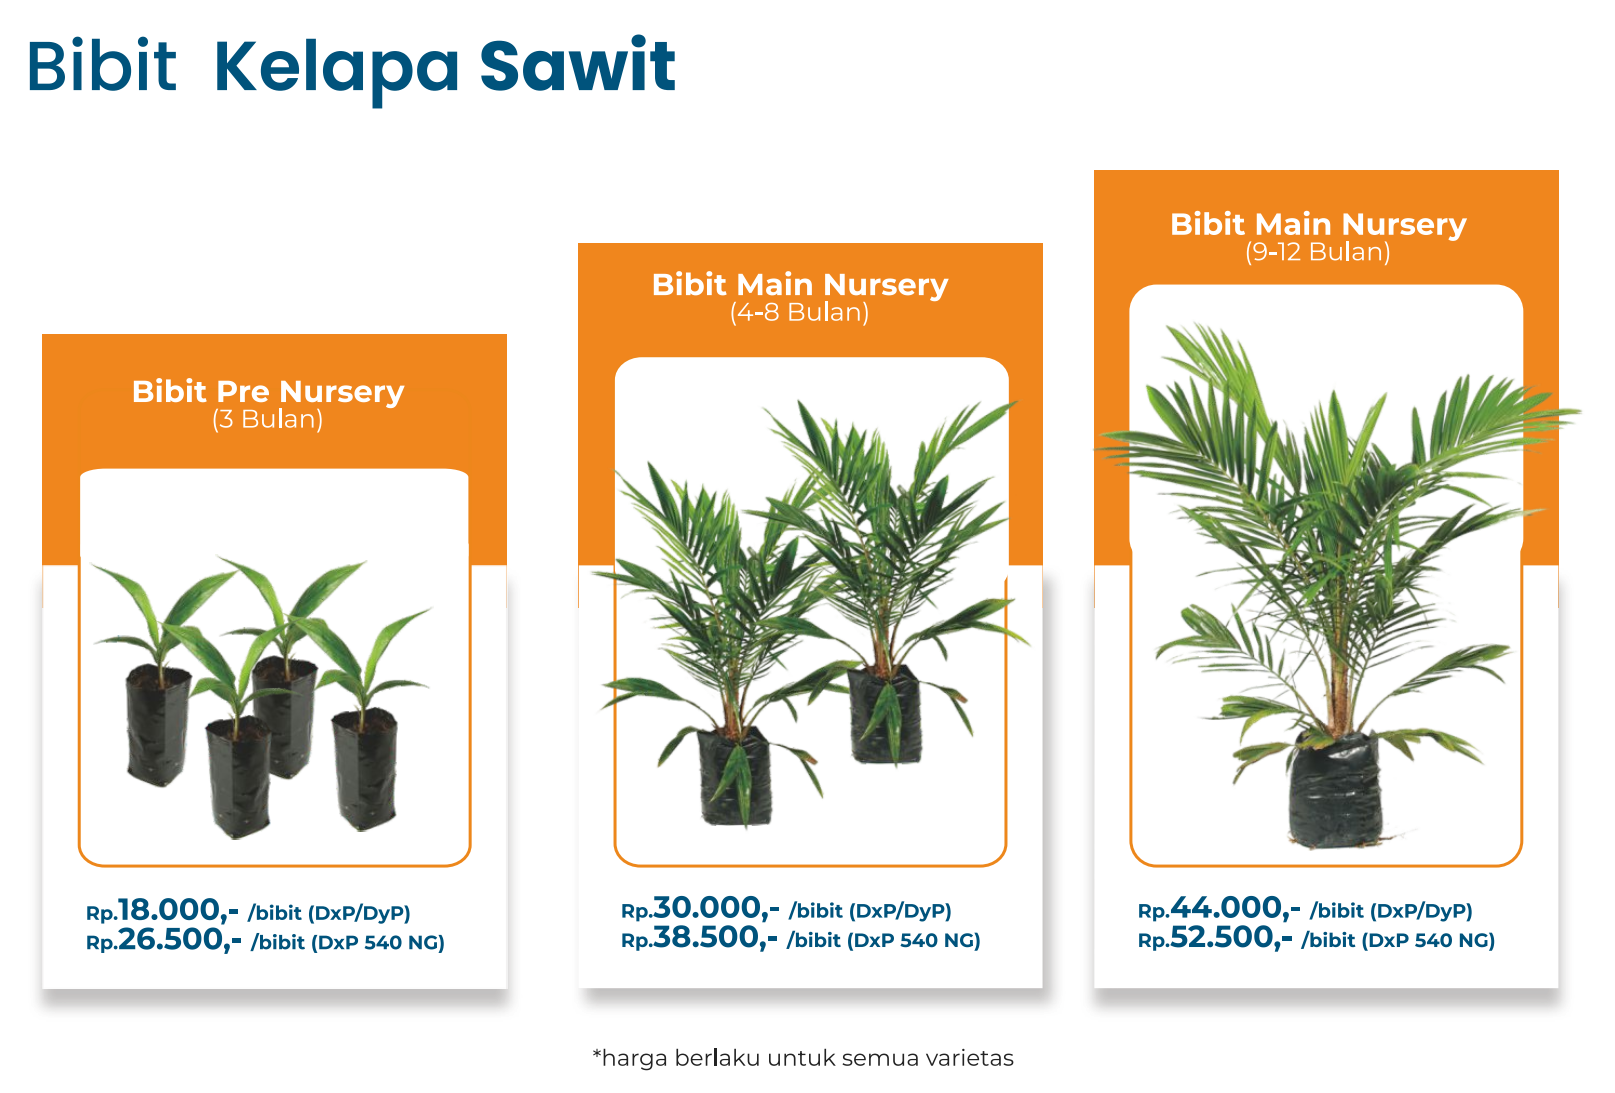 Bibit Kelapa Sawit
Bibit Pre Nursery
(3 Bulan)
Rp.18.000,- /bibit (DxP/DyP)
Rp.26.500,- /bibit (DxP 540 NG)
Bibit Main Nursery
(4-8 Bulan)
Rp.30.000,- /bibit (DxP/DyP)
Rp.38.500,- /bibit (DxP 540 NG)
Bibit Main Nursery
(9-12 Bulan)
Rp.44.000,- /bibit (DxP/DyP)
Rp.52.500,- /bibit (DxP 540 NG)
*harga berlaku untuk semua varietas